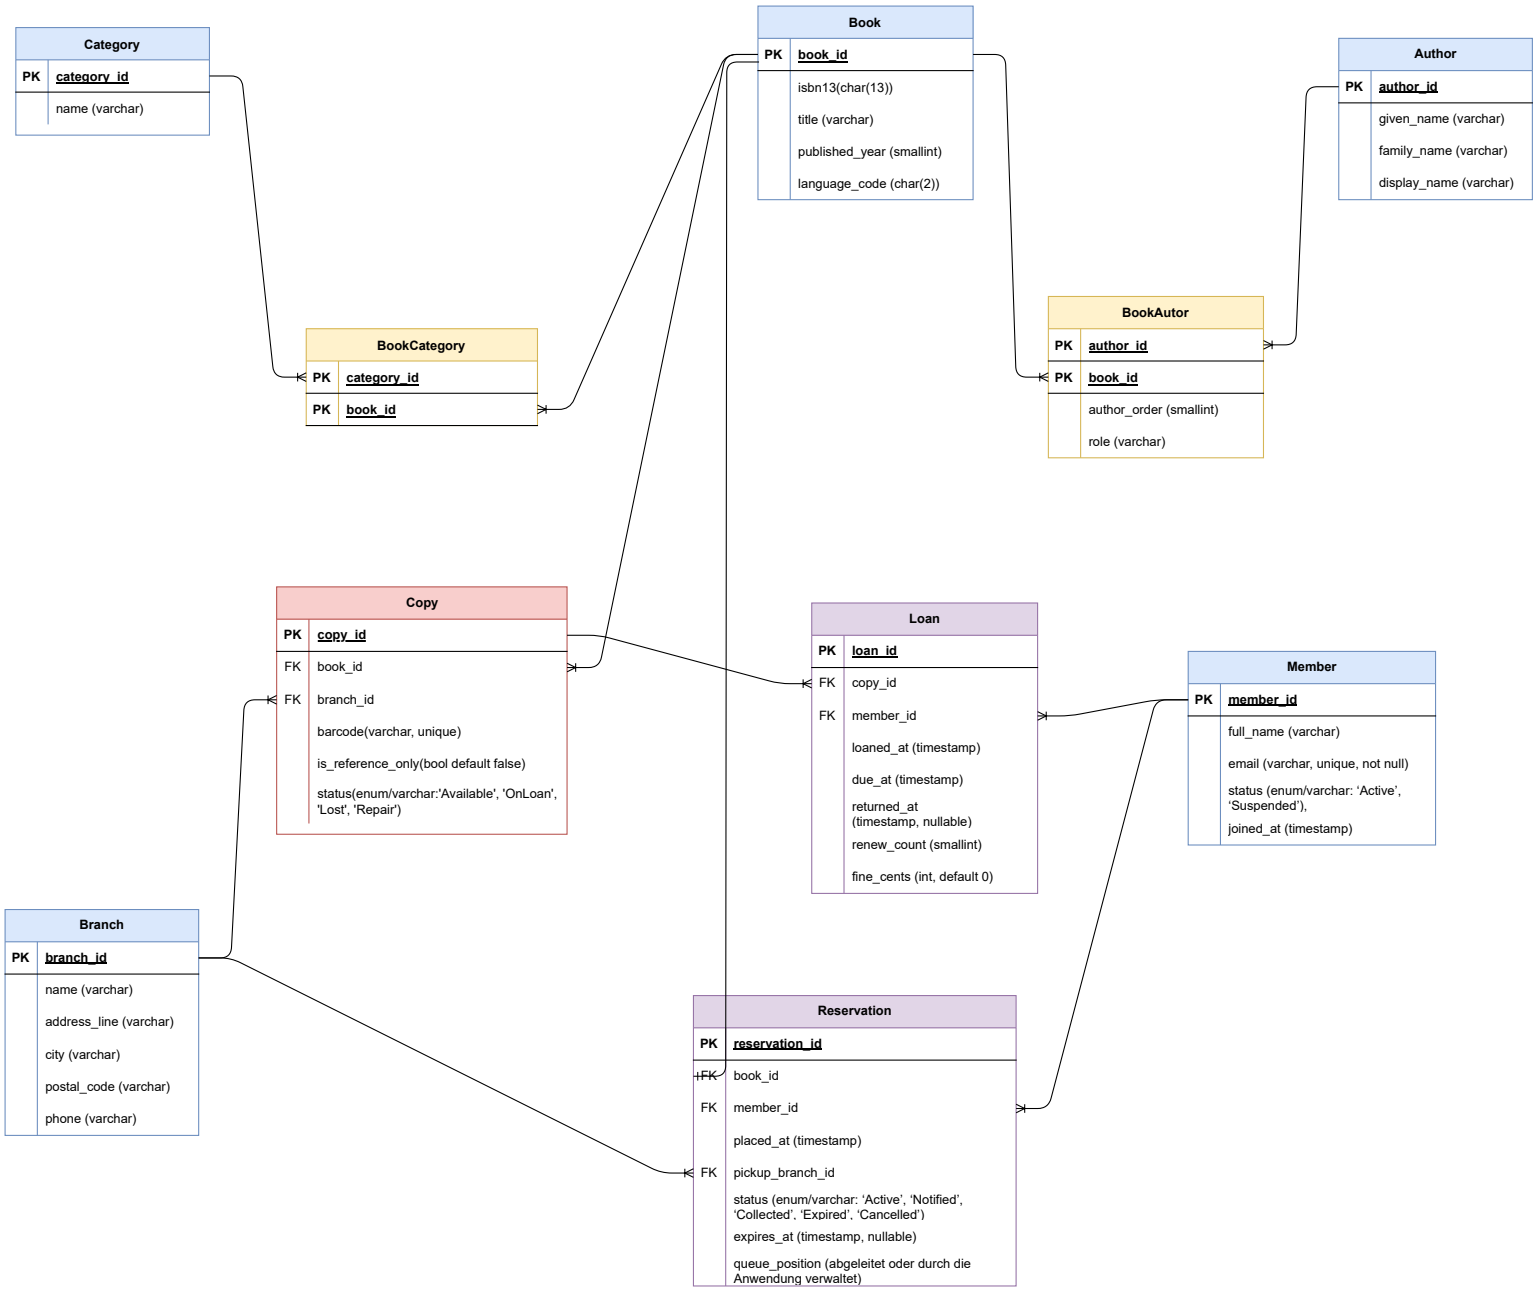 Category
PK category_id
name (varchar)
Book
PK book_id
isbn13(char(13))
title (varchar)
published_year (smallint)
language_code (char(2))
Author
PK author_id
given_name (varchar)
family_name (varchar)
display_name (varchar)
BookCategory
PK category_id
PK book_id
BookAutor
PK author_id
PK book_id
author_order (smallint)
role (varchar)
Copy
PK copy_id
FK book_id
FK branch_id
barcode(varchar, unique)
is_reference_only(bool default false)
status(enum/varchar:'Available', 'OnLoan',
'Lost', 'Repair')
Loan
PK loan_id
FK copy_id
FK member_id
loaned_at (timestamp)
due_at (timestamp)
returned_at
(timestamp, nullable)
renew_count (smallint)
fine_cents (int, default 0)
Member
PK member_id
full_name (varchar)
email (varchar, unique, not null)
status (enum/varchar: ‘Active’,
‘Suspended’),
joined_at (timestamp)
Branch
PK branch_id
name (varchar)
address_line (varchar)
city (varchar)
postal_code (varchar)
phone (varchar)
Reservation
PK reservation_id
FK book_id
FK member_id
placed_at (timestamp)
FK pickup_branch_id
status (enum/varchar: ‘Active’, ‘Notified’,
‘Collected’, ‘Expired’, ‘Cancelled’)
expires_at (timestamp, nullable)
queue_position (abgeleitet oder durch die
Anwendung verwaltet)